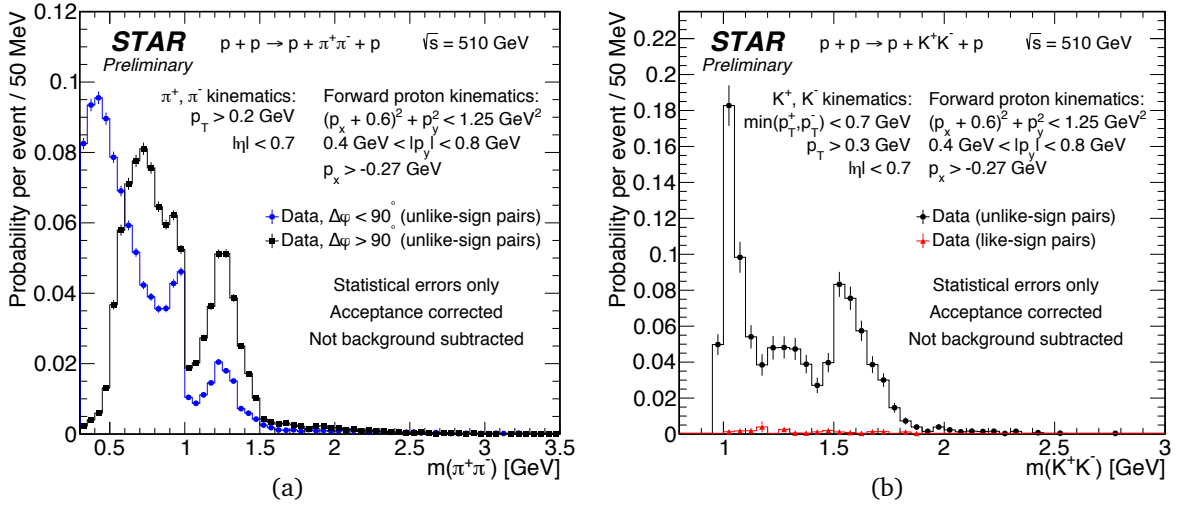 Probability per event / 50 MeV
0.12
0.1
0.08
0.06
0.04
0.02
0
STAR
Preliminary
p + p → p + π⁺π⁻ + p
√s = 510 GeV
π⁺, π⁻ kinematics:
p_T > 0.2 GeV
|η| < 0.7
Forward proton kinematics:
(p_x + 0.6)² + p_y² < 1.25 GeV²
0.4 GeV < |p_y| < 0.8 GeV
p_x > -0.27 GeV
Data, Δφ < 90° (unlike-sign pairs)
Data, Δφ > 90° (unlike-sign pairs)
Statistical errors only
Acceptance corrected
Not background subtracted
0.5 1 1.5 2 2.5 3 3.5
m(π⁺π⁻) [GeV]
(a)
Probability per event / 50 MeV
0.22
0.2
0.18
0.16
0.14
0.12
0.1
0.08
0.06
0.04
0.02
0
STAR
Preliminary
p + p → p + K⁺K⁻ + p
√s = 510 GeV
K⁺, K⁻ kinematics:
min(p_T⁺,p_T⁻) < 0.7 GeV
p_T > 0.3 GeV
|η| < 0.7
Forward proton kinematics:
(p_x + 0.6)² + p_y² < 1.25 GeV²
0.4 GeV < |p_y| < 0.8 GeV
p_x > -0.27 GeV
Data (unlike-sign pairs)
Data (like-sign pairs)
Statistical errors only
Acceptance corrected
Not background subtracted
1 1.5 2 2.5 3
m(K⁺K⁻) [GeV]
(b)